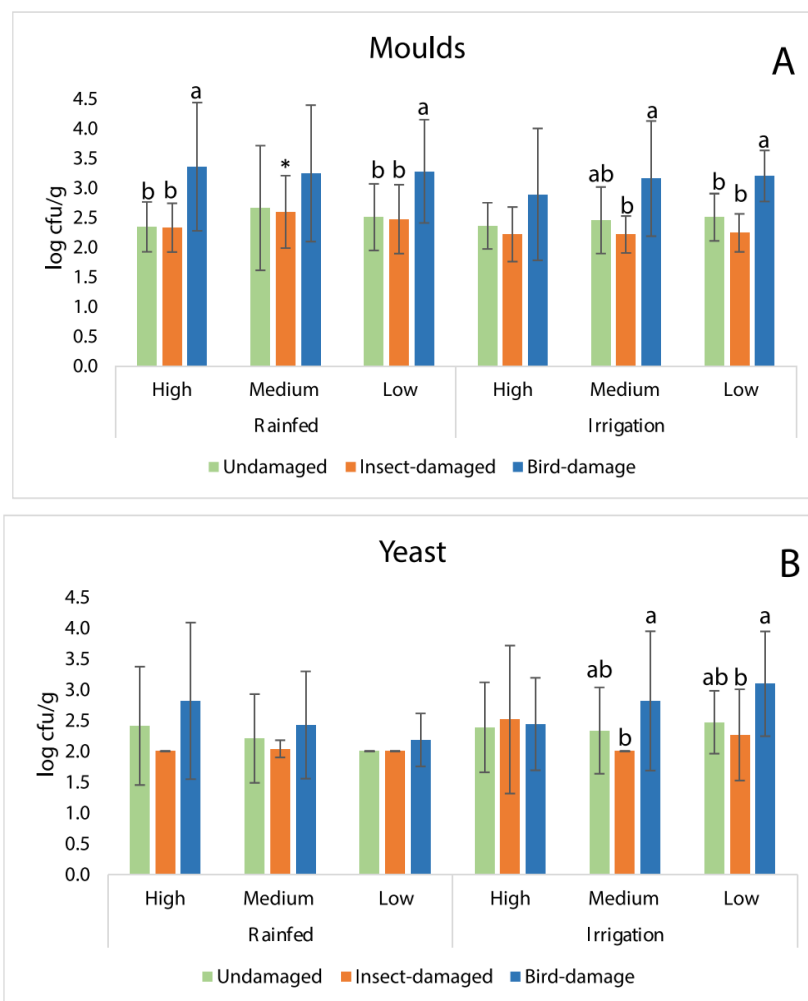 Moulds
A
log cfu/g
4.5
4.0
3.5
3.0
2.5
2.0
1.5
1.0
0.5
0.0
b b a
*
b b a
ab b a
b b a
High Medium Low High Medium Low
Rainfed Irrigation
Undamaged Insect-damaged Bird-damage
Yeast
B
log cfu/g
4.5
4.0
3.5
3.0
2.5
2.0
1.5
1.0
0.5
0.0
ab b a
ab b a
High Medium Low High Medium Low
Rainfed Irrigation
Undamaged Insect-damaged Bird-damage